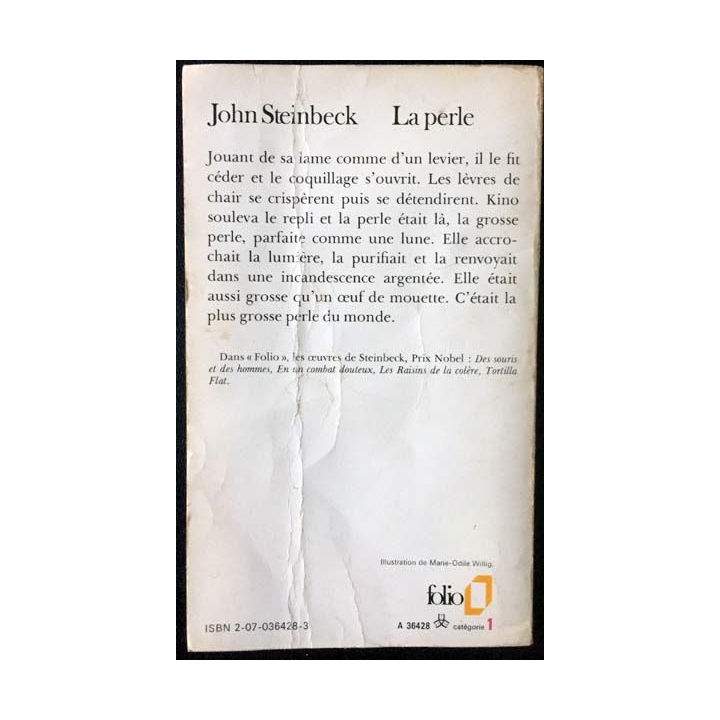 John Steinbeck La perle
Jouant de sa lame comme d'un levier, il le fit
céder et le coquillage s'ouvrit. Les lèvres de
chair se crispèrent puis se détendirent. Kino
souleva le repli et la perle était là, la grosse
perle, parfaite comme une lune. Elle accro-
chait la lumière, la purifiait et la renvoyait
dans une incandescence argentée. Elle était
aussi grosse qu'un œuf de mouette. C'était la
plus grosse perle du monde.
Dans « Folio », les œuvres de Steinbeck, Prix Nobel : Des souris
et des hommes, En un combat douteux, Les Raisins de la colère, Tortilla
Flat.
Illustration de Marie-Odile Willig.
folio
ISBN 2-07-036428-3 A 36428 catégorie 1